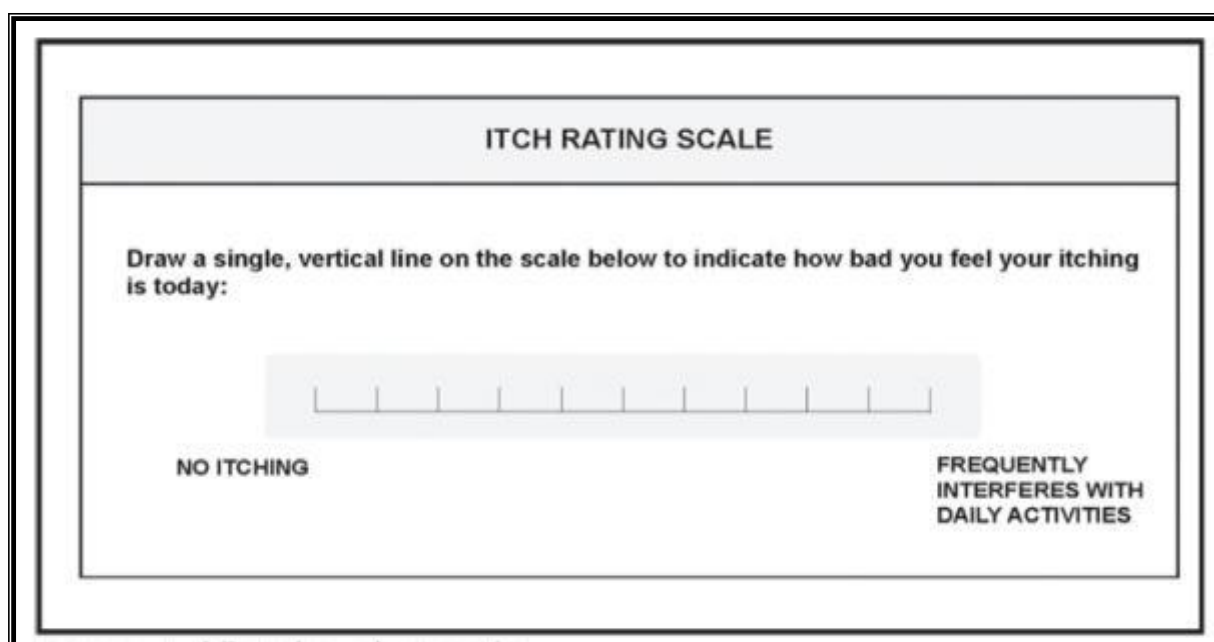 ITCH RATING SCALE
Draw a single, vertical line on the scale below to indicate how bad you feel your itching
is today:
NO ITCHING
FREQUENTLY
INTERFERES WITH
DAILY ACTIVITIES